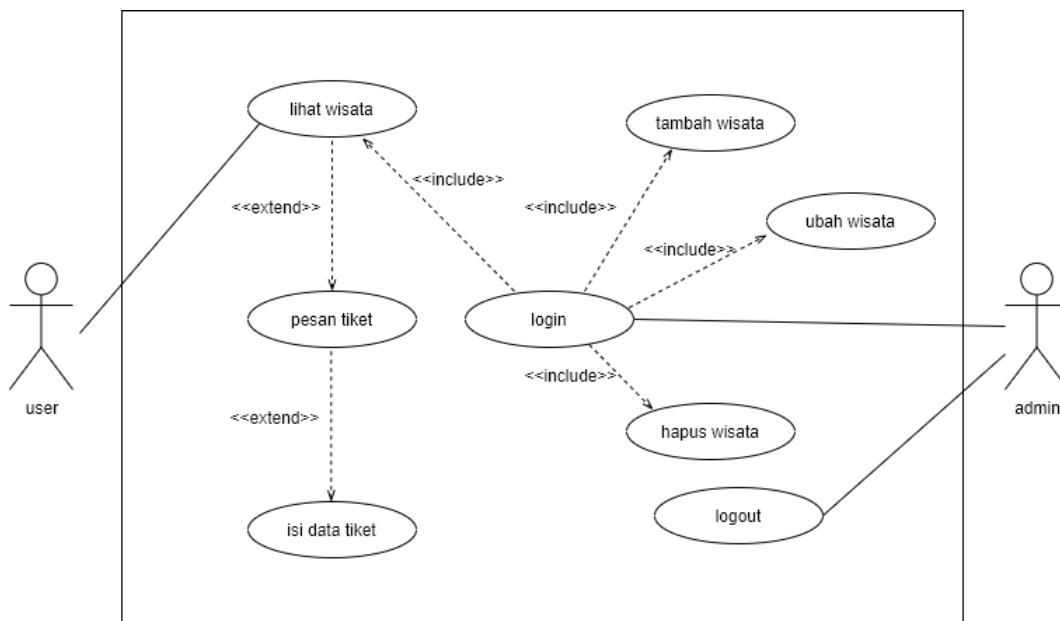 lihat wisata
tambah wisata
<<include>>
<<extend>>
<<include>>
ubah wisata
<<include>>
pesan tiket
login
<<include>>
user
admin
<<extend>>
hapus wisata
isi data tiket
logout